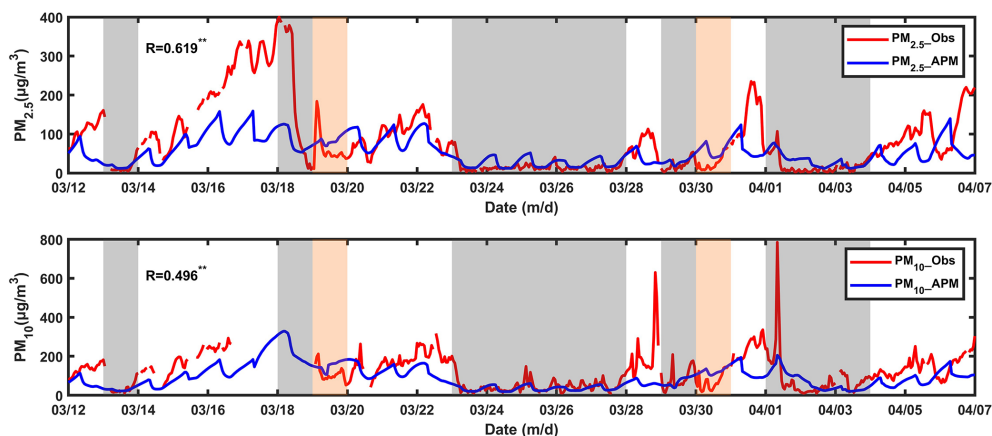 400
300
200
100
0
PM2.5(μg/m3)
R=0.619**
PM2.5_Obs
PM2.5_APM
03/12 03/14 03/16 03/18 03/20 03/22 03/24 03/26 03/28 03/30 04/01 04/03 04/05 04/07
Date (m/d)
800
600
400
200
0
PM10(μg/m3)
R=0.496**
PM10_Obs
PM10_APM
03/12 03/14 03/16 03/18 03/20 03/22 03/24 03/26 03/28 03/30 04/01 04/03 04/05 04/07
Date (m/d)